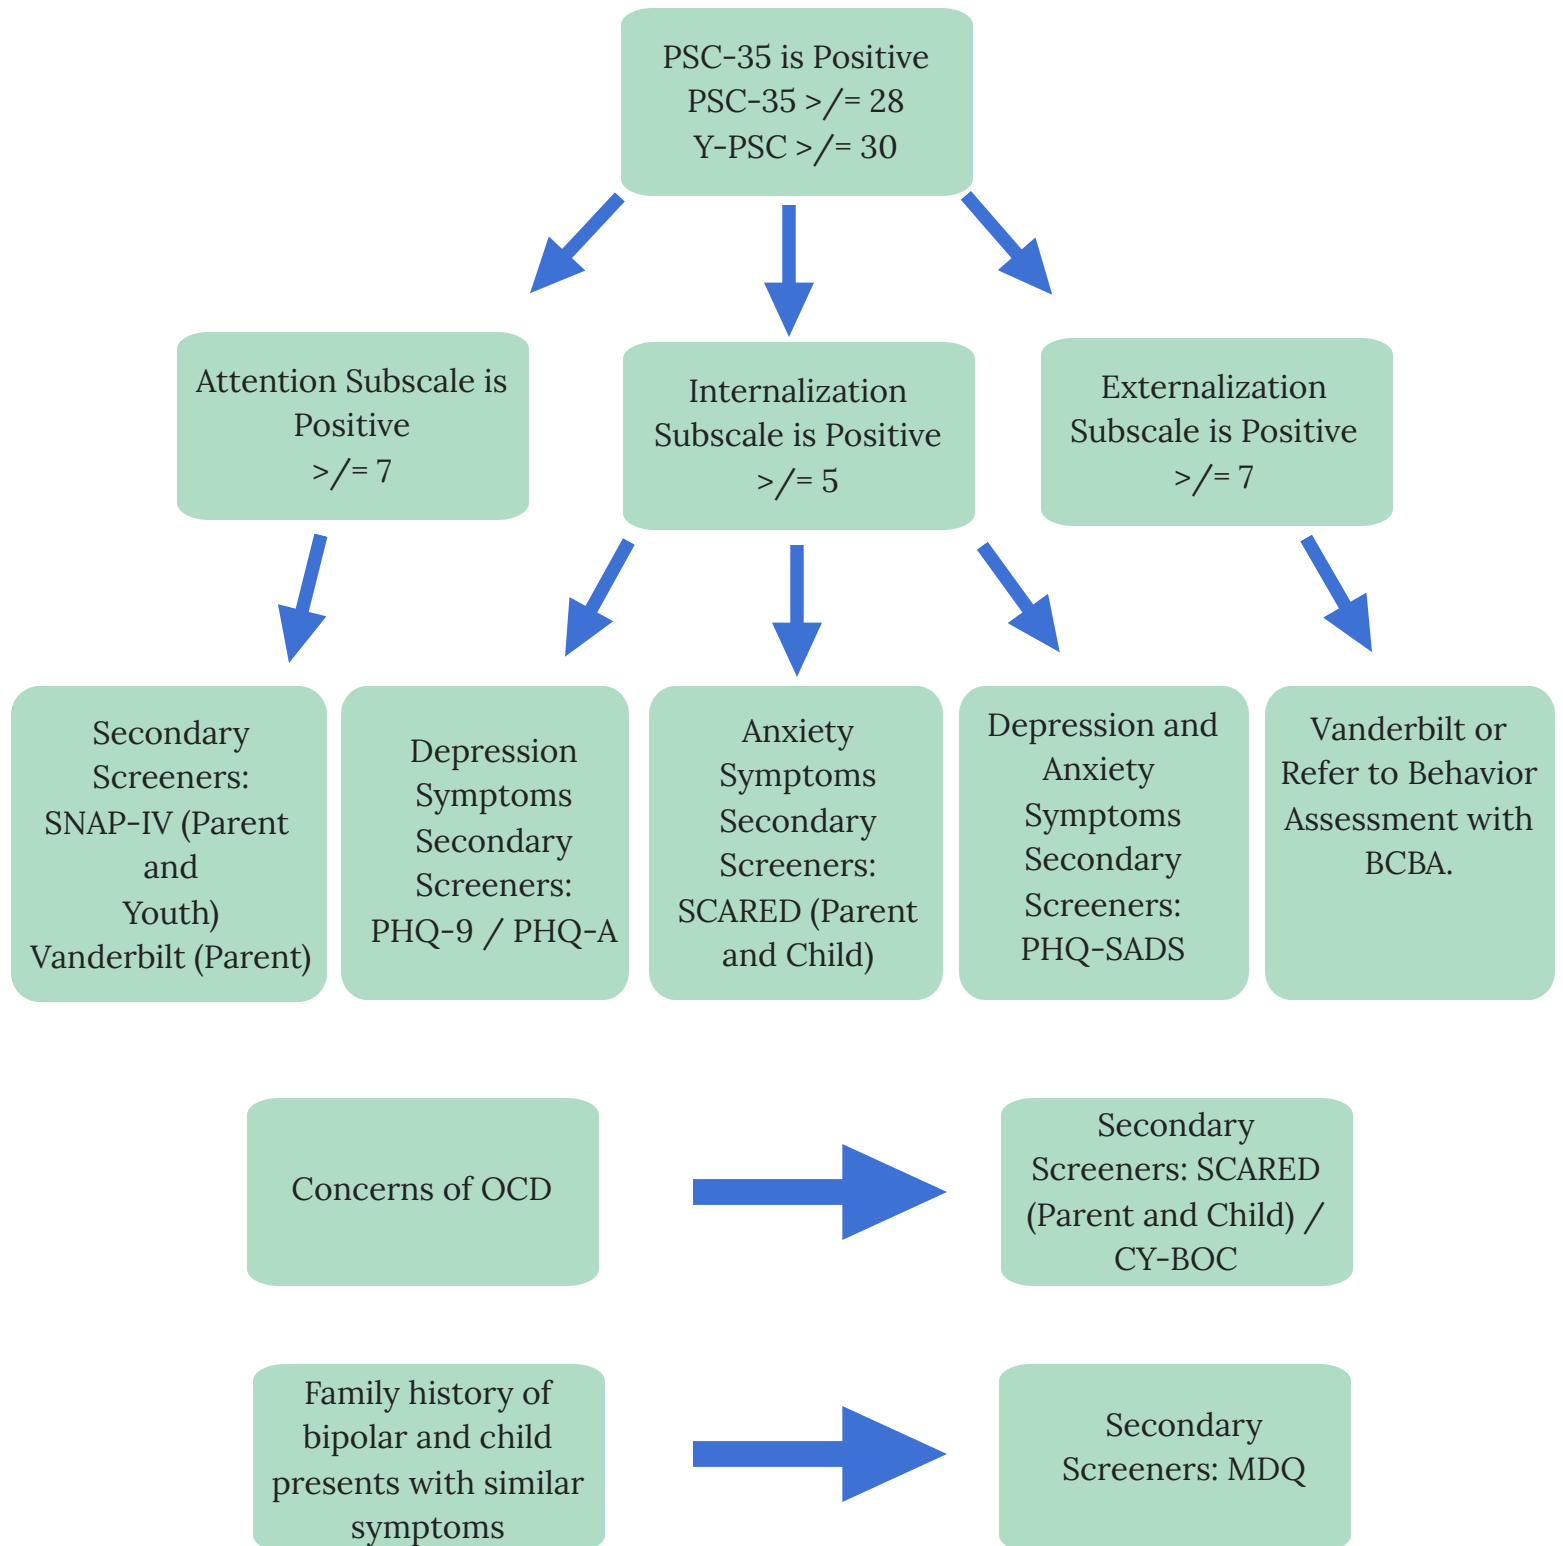 PSC-35 is Positive
PSC-35 >/= 28
Y-PSC >/= 30
Attention Subscale is
Positive
>/= 7
Internalization
Subscale is Positive
>/= 5
Externalization
Subscale is Positive
>/= 7
Secondary
Screeners:
SNAP-IV (Parent
and
Youth)
Vanderbilt (Parent)
Depression
Symptoms
Secondary
Screeners:
PHQ-9 / PHQ-A
Anxiety
Symptoms
Secondary
Screeners:
SCARED (Parent
and Child)
Depression and
Anxiety
Symptoms
Secondary
Screeners:
PHQ-SADS
Vanderbilt or
Refer to Behavior
Assessment with
BCBA.
Concerns of OCD
Secondary
Screeners: SCARED
(Parent and Child) /
CY-BOC
Family history of
bipolar and child
presents with similar
symptoms
Secondary
Screeners: MDQ